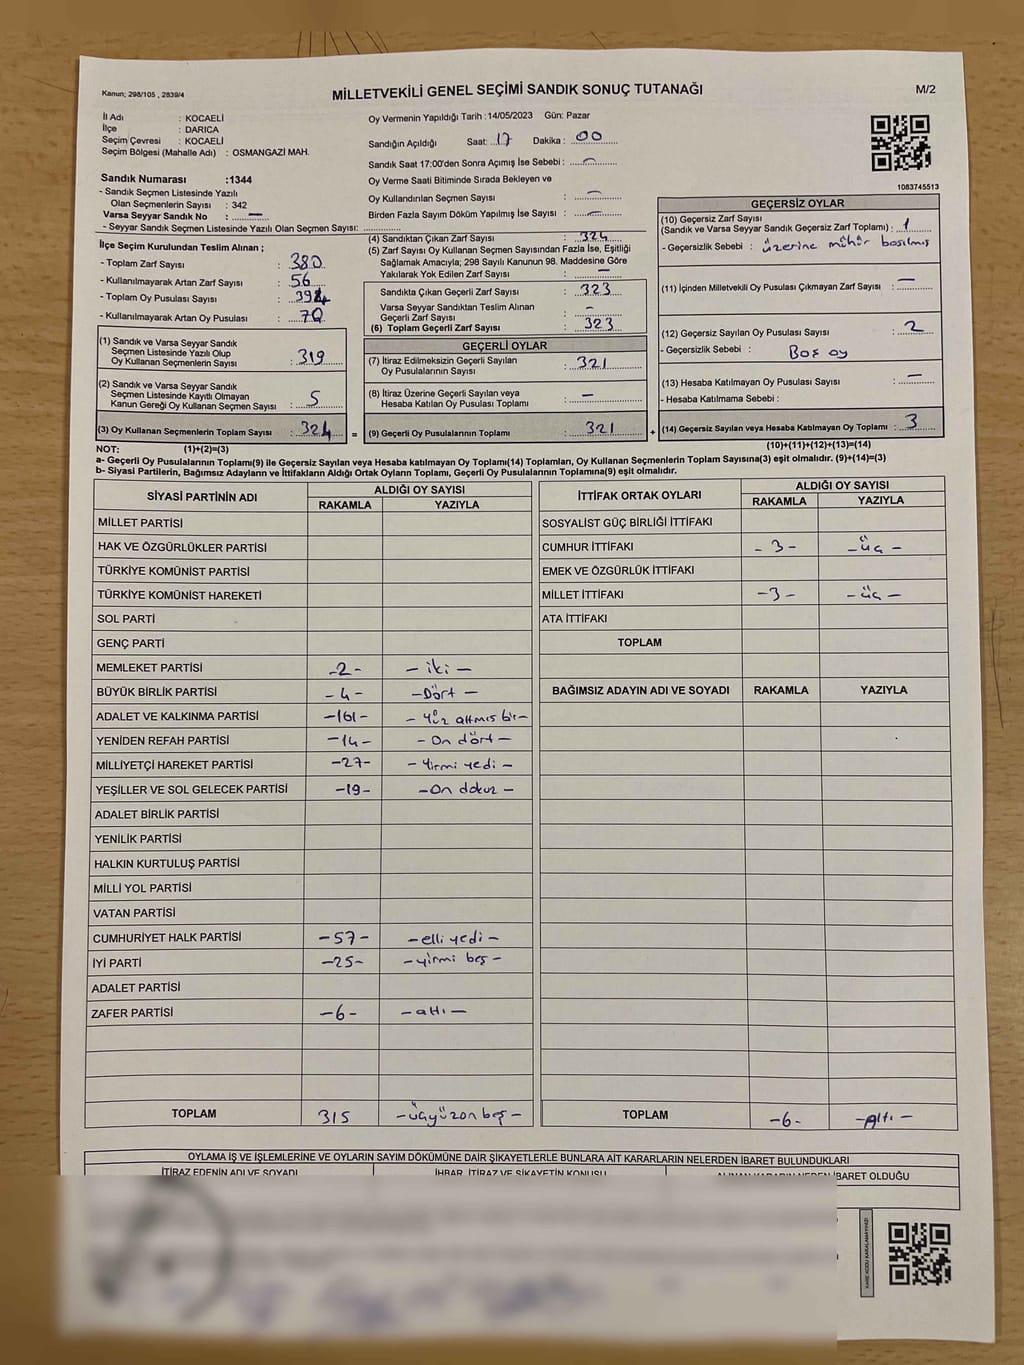 Kanun; 298/105 , 2839/4
MİLLETVEKİLİ GENEL SEÇİMİ SANDIK SONUÇ TUTANAĞI
M/2
İl Adı : KOCAELİ
İlçe : DARICA
Seçim Çevresi : KOCAELİ
Seçim Bölgesi (Mahalle Adı) : OSMANGAZİ MAH.
Sandık Numarası :1344
- Sandık Seçmen Listesinde Yazılı
Olan Seçmenlerin Sayısı : 342
Varsa Seyyar Sandık No : —
- Seyyar Sandık Seçmen Listesinde Yazılı Olan Seçmen Sayısı:
Oy Vermenin Yapıldığı Tarih :14/05/2023 Gün: Pazar
Sandığın Açıldığı Saat: 17 Dakika : 00
Sandık Saat 17:00'den Sonra Açımış İse Sebebi : —
Oy Verme Saati Bitiminde Sırada Bekleyen ve
Oy Kullandırılan Seçmen Sayısı : —
Birden Fazla Sayım Döküm Yapılmış İse Sayısı : —
1083745513
İlçe Seçim Kurulundan Teslim Alınan ;
- Toplam Zarf Sayısı : 380
- Kullanılmayarak Artan Zarf Sayısı : 56
- Toplam Oy Pusulası Sayısı : 394
- Kullanılmayarak Artan Oy Pusulası : 70
(1) Sandık ve Varsa Seyyar Sandık
Seçmen Listesinde Yazılı Olup
Oy Kullanan Seçmenlerin Sayısı : 319
(2) Sandık ve Varsa Seyyar Sandık
Seçmen Listesinde Kayıtlı Olmayan
Kanun Gereği Oy Kullanan Seçmen Sayısı : 5
(3) Oy Kullanan Seçmenlerin Toplam Sayısı : 324 =
(4) Sandıktan Çıkan Zarf Sayısı : 324
(5) Zarf Sayısı Oy Kullanan Seçmen Sayısından Fazla İse, Eşitliği
Sağlamak Amacıyla; 298 Sayılı Kanunun 98. Maddesine Göre
Yakılarak Yok Edilen Zarf Sayısı : —
Sandıkta Çıkan Geçerli Zarf Sayısı : 323
Varsa Seyyar Sandıktan Teslim Alınan
Geçerli Zarf Sayısı :
(6) Toplam Geçerli Zarf Sayısı : 323
GEÇERLİ OYLAR
(7) İtiraz Edilmeksizin Geçerli Sayılan
Oy Pusulalarının Sayısı : 321
(8) İtiraz Üzerine Geçerli Sayılan veya
Hesaba Katılan Oy Pusulası Toplamı : —
(9) Geçerli Oy Pusulalarının Toplamı : 321 +
GEÇERSİZ OYLAR
(10) Geçersiz Zarf Sayısı
(Sandık ve Varsa Seyyar Sandık Geçersiz Zarf Toplamı) : 1
- Geçersizlik Sebebi : üzerine mühür basılmış
(11) İçinden Milletvekili Oy Pusulası Çıkmayan Zarf Sayısı : —
(12) Geçersiz Sayılan Oy Pusulası Sayısı : 2
- Geçersizlik Sebebi : Boş oy
(13) Hesaba Katılmayan Oy Pusulası Sayısı : —
- Hesaba Katılmama Sebebi :
(14) Geçersiz Sayılan veya Hesaba Katılmayan Oy Toplamı : 3
NOT: (1)+(2)=(3)
(10)+(11)+(12)+(13)=(14)
a- Geçerli Oy Pusulalarının Toplamı(9) ile Geçersiz Sayılan veya Hesaba katılmayan Oy Toplamı(14) Toplamları, Oy Kullanan Seçmenlerin Toplam Sayısına(3) eşit olmalıdır. (9)+(14)=(3)
b- Siyasi Partilerin, Bağımsız Adayların ve İttifakların Aldığı Ortak Oyların Toplamı, Geçerli Oy Pusulalarının Toplamına(9) eşit olmalıdır.
SİYASİ PARTİNİN ADI ALDIĞI OY SAYISI
RAKAMLA YAZIYLA
MİLLET PARTİSİ
HAK VE ÖZGÜRLÜKLER PARTİSİ
TÜRKİYE KOMÜNİST PARTİSİ
TÜRKİYE KOMÜNİST HAREKETİ
SOL PARTİ
GENÇ PARTİ
MEMLEKET PARTİSİ -2- - iki -
BÜYÜK BİRLİK PARTİSİ -4- -Dört -
ADALET VE KALKINMA PARTİSİ -161- - Yüz altmış bir-
YENİDEN REFAH PARTİSİ -14- - On dört -
MİLLİYETÇİ HAREKET PARTİSİ -27- - Yirmi yedi -
YEŞİLLER VE SOL GELECEK PARTİSİ -19- -On dokuz -
ADALET BİRLİK PARTİSİ
YENİLİK PARTİSİ
HALKIN KURTULUŞ PARTİSİ
MİLLİ YOL PARTİSİ
VATAN PARTİSİ
CUMHURİYET HALK PARTİSİ -57- -elli yedi -
İYİ PARTİ -25- -yirmi beş -
ADALET PARTİSİ
ZAFER PARTİSİ -6- -altı -
TOPLAM 315 -üçyüzon beş -
İTTİFAK ORTAK OYLARI ALDIĞI OY SAYISI
RAKAMLA YAZIYLA
SOSYALİST GÜÇ BİRLİĞİ İTTİFAKI
CUMHUR İTTİFAKI - 3 - - üç -
EMEK VE ÖZGÜRLÜK İTTİFAKI
MİLLET İTTİFAKI -3- - üç -
ATA İTTİFAKI
TOPLAM
BAĞIMSIZ ADAYIN ADI VE SOYADI RAKAMLA YAZIYLA
TOPLAM -6- -Altı -
OYLAMA İŞ VE İŞLEMLERİNE VE OYLARIN SAYIM DÖKÜMÜNE DAİR ŞİKAYETLERLE BUNLARA AİT KARARLARIN NELERDEN İBARET BULUNDUKLARI
İTİRAZ EDENİN ADI VE SOYADI İHBAR, İTİRAZ VE ŞİKAYETİN KONUSU ALINAN KARARIN NEDEN İBARET OLDUĞU